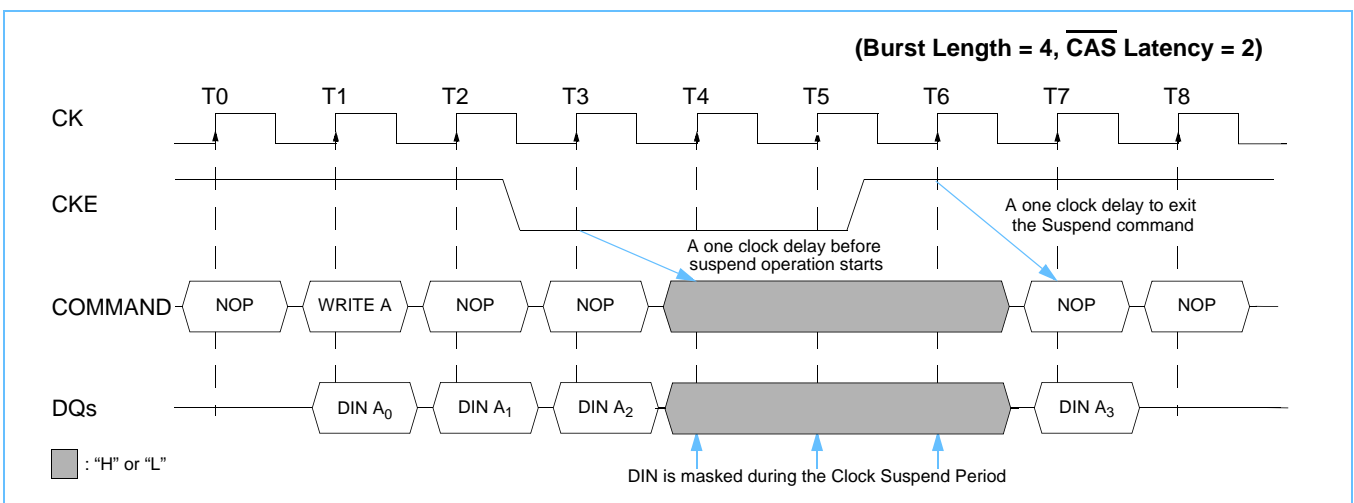 (Burst Length = 4, CAS Latency = 2)
T0 T1 T2 T3 T4 T5 T6 T7 T8
CK
CKE
A one clock delay to exit
the Suspend command
A one clock delay before
suspend operation starts
COMMAND NOP WRITE A NOP NOP NOP NOP
DQs DIN A0 DIN A1 DIN A2 DIN A3
: “H” or “L”
DIN is masked during the Clock Suspend Period